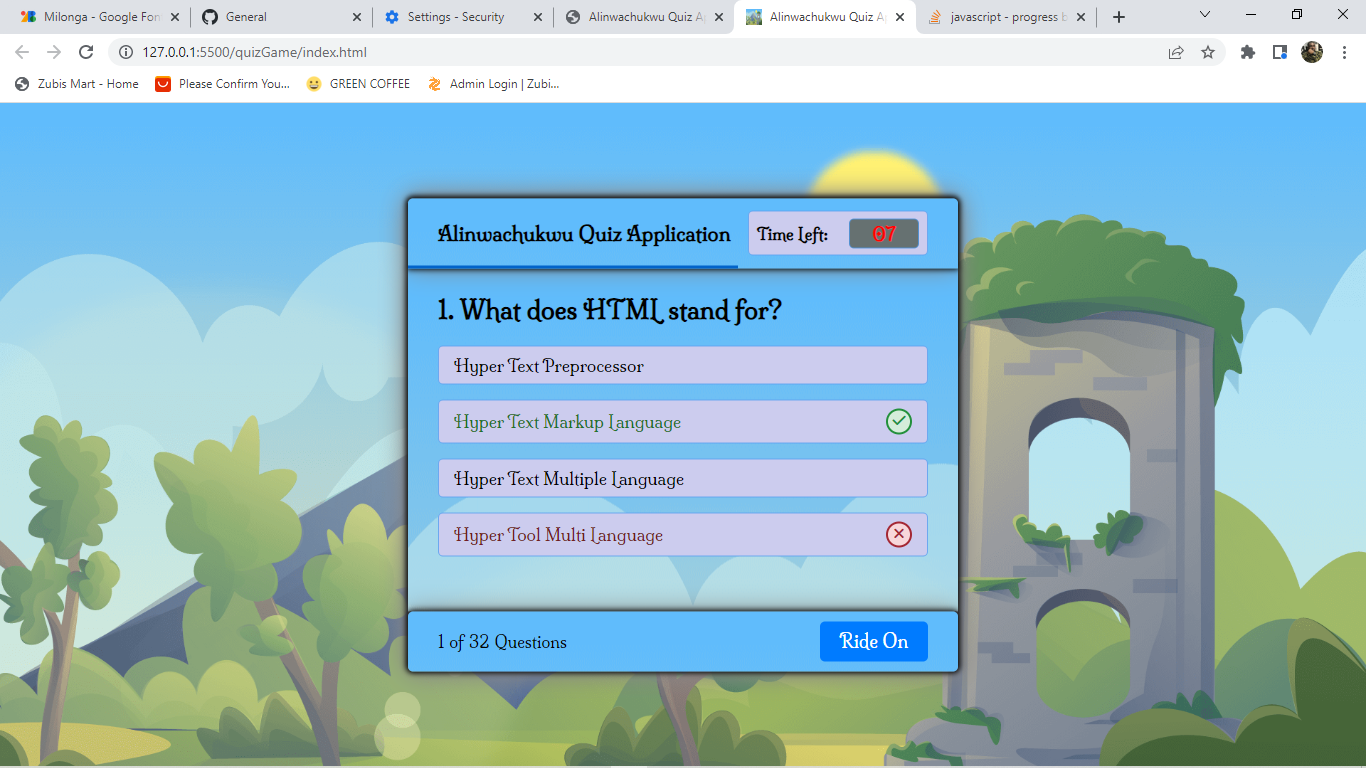 Milonga - Google Fon
General
Settings - Security
Alinwachukwu Quiz Ap
Alinwachukwu Quiz Ap
javascript - progress b
127.0.0.1:5500/quizGame/index.html
Zubis Mart - Home
Please Confirm You...
GREEN COFFEE
Admin Login | Zubi...
Alinwachukwu Quiz Application
Time Left: 07
1. What does HTML stand for?
Hyper Text Preprocessor
Hyper Text Markup Language
Hyper Text Multiple Language
Hyper Tool Multi Language
1 of 32 Questions
Ride On